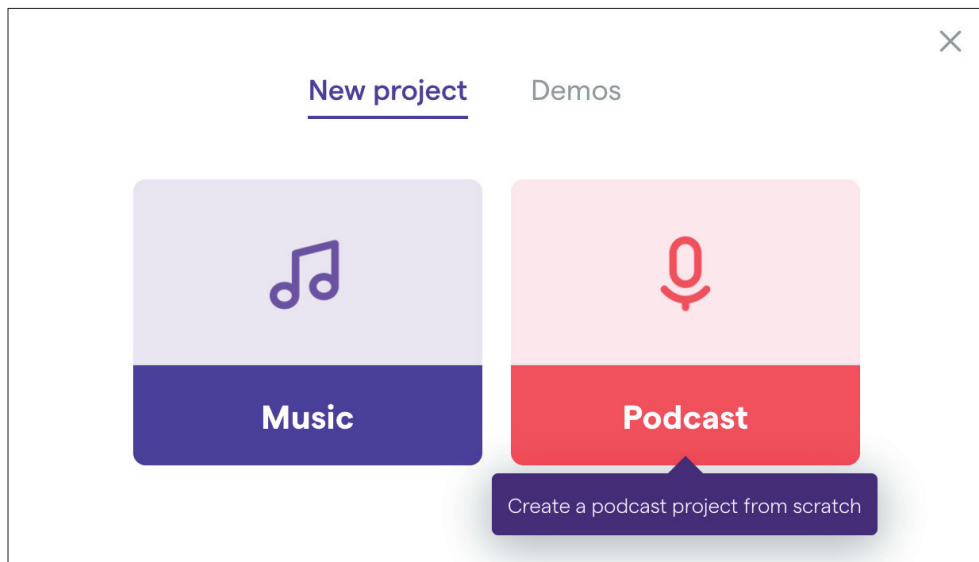 New project Demos
Music Podcast
Create a podcast project from scratch